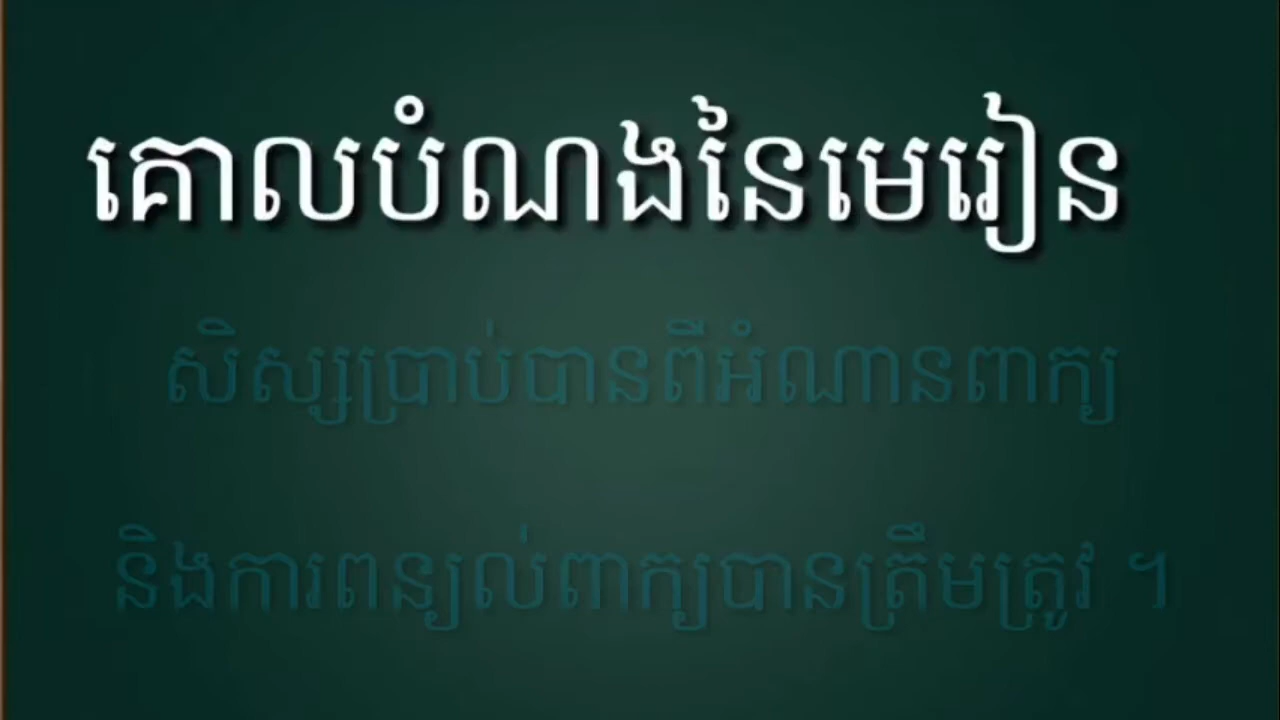 គោលបំណងនៃមេរៀន
សិស្សប្រាប់បានពីអំណានពាក្យ
និងការពន្យល់ពាក្យបានត្រឹមត្រូវ ។